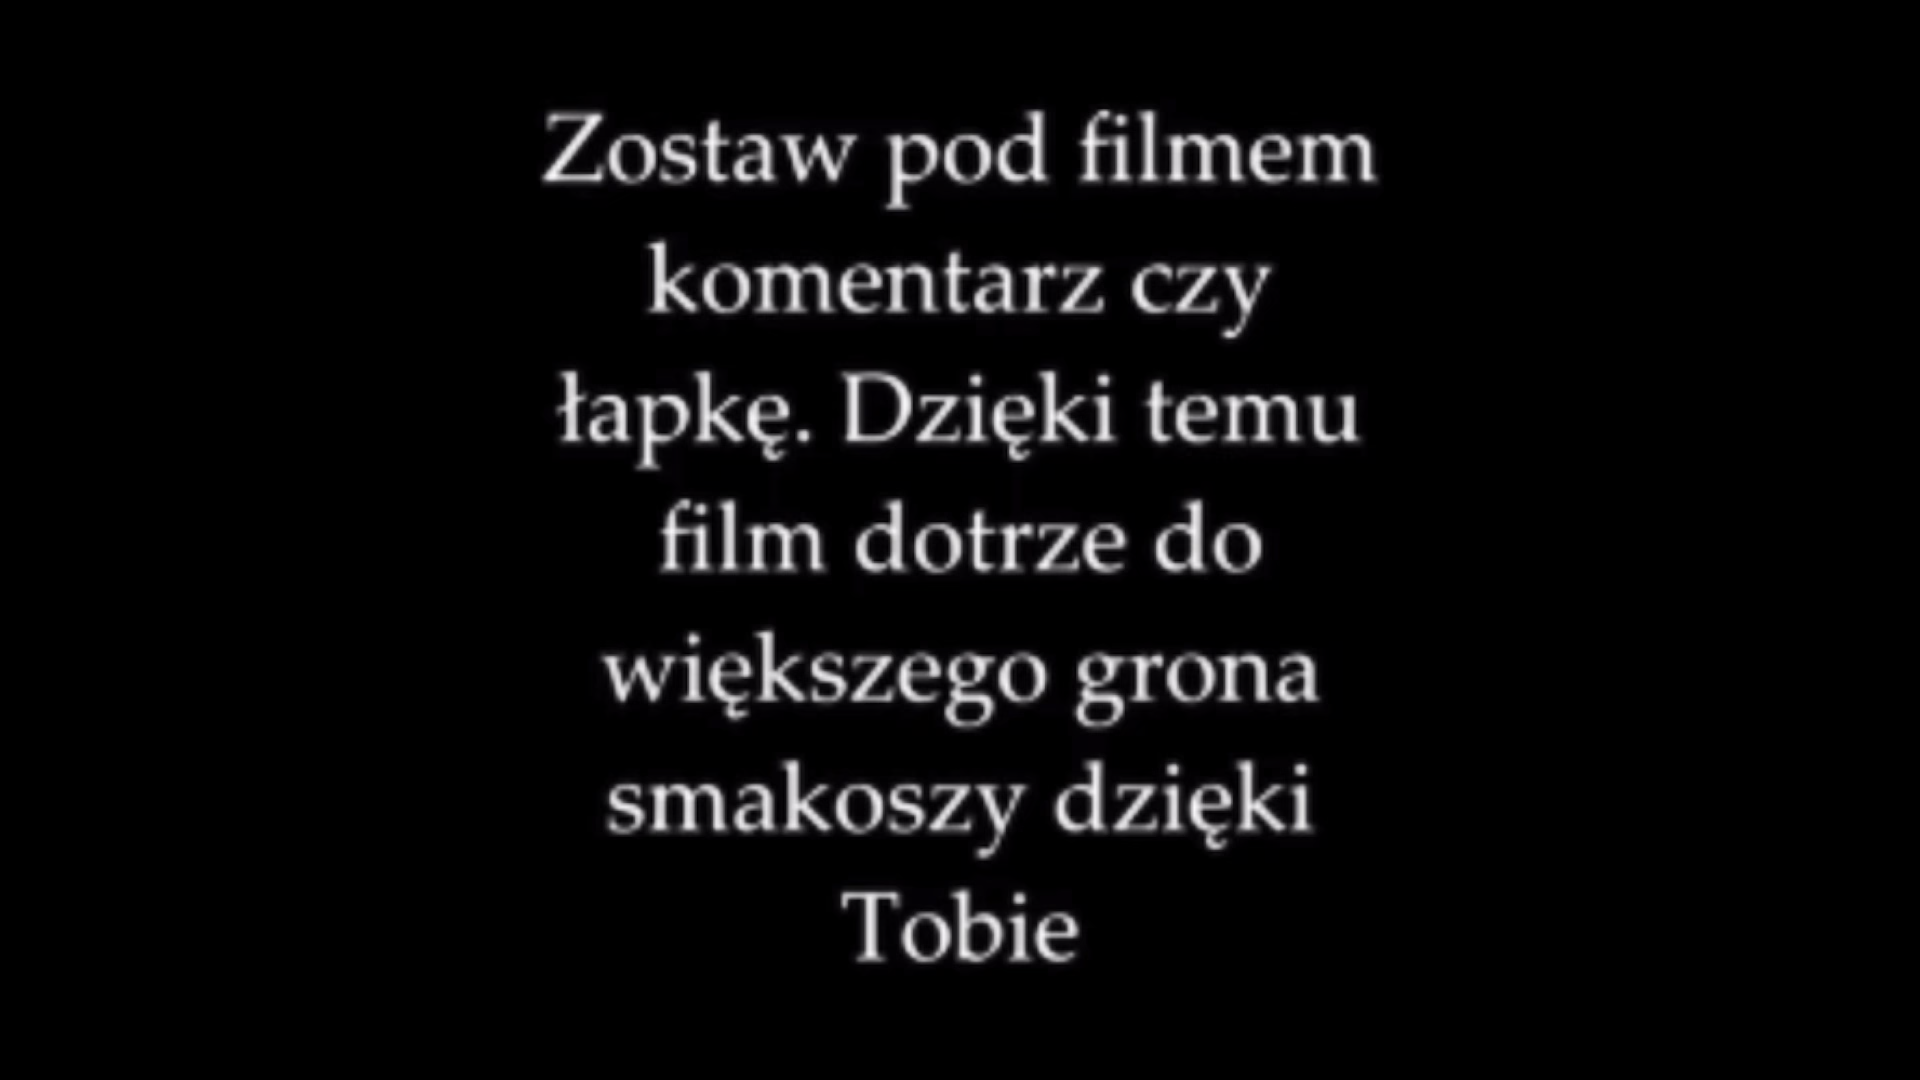 Zostaw pod filmem
komentarz czy
łapkę. Dzięki temu
film dotrze do
większego grona
smakoszy dzięki
Tobie